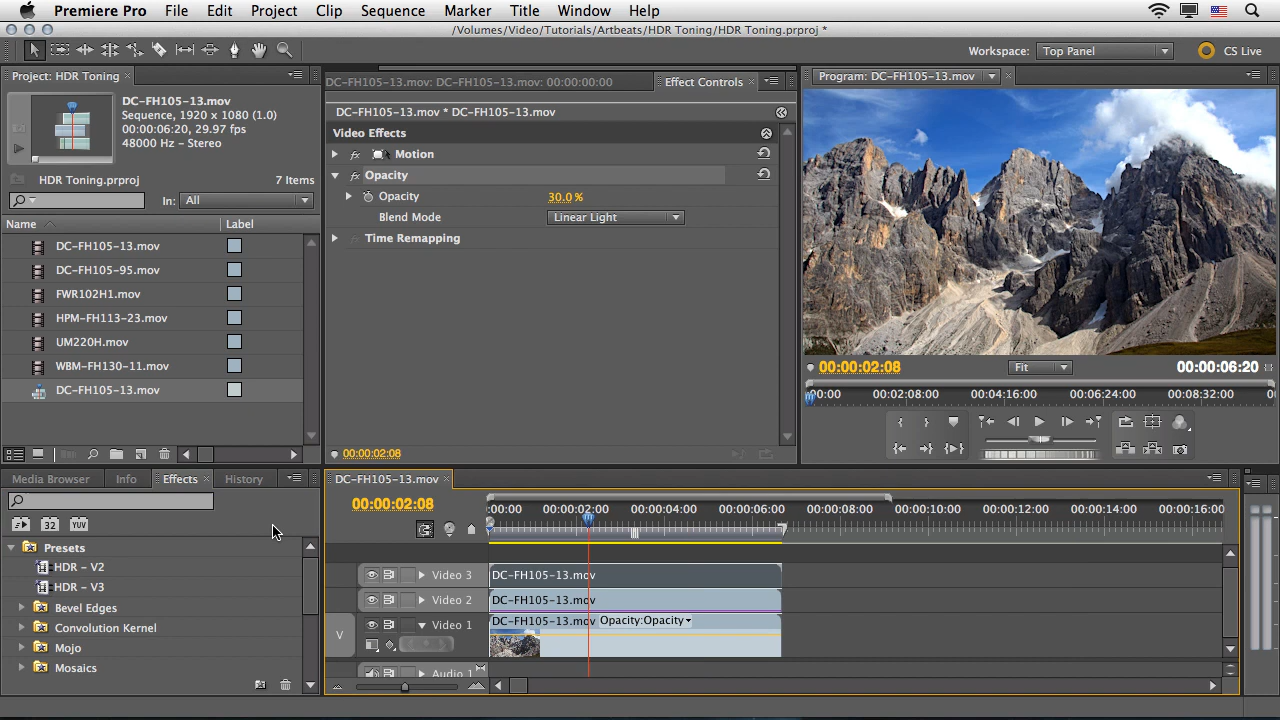 Premiere Pro File Edit Project Clip Sequence Marker Title Window Help
/Volumes/Video/Tutorials/Artbeats/HDR Toning/HDR Toning.prproj *
Workspace: Top Panel CS Live
Project: HDR Toning ×
DC-FH105-13.mov
Sequence, 1920 x 1080 (1.0)
00:00:06:20, 29.97 fps
48000 Hz - Stereo
HDR Toning.prproj 7 Items
In: All
Name Label
DC-FH105-13.mov
DC-FH105-95.mov
FWR102H1.mov
HPM-FH113-23.mov
UM220H.mov
WBM-FH130-11.mov
DC-FH105-13.mov
DC-FH105-13.mov: DC-FH105-13.mov: 00:00:00:00 Effect Controls ×
DC-FH105-13.mov * DC-FH105-13.mov
Video Effects
fx Motion
fx Opacity
Opacity 30.0 %
Blend Mode Linear Light
Time Remapping
00:00:02:08
Program: DC-FH105-13.mov ×
00:00:02:08 Fit 00:00:06:20
00:00 00:02:08:00 00:04:16:00 00:06:24:00 00:08:32:00 0
Media Browser Info Effects × History
32 YUV
Presets
HDR - V2
HDR - V3
Bevel Edges
Convolution Kernel
Mojo
Mosaics
DC-FH105-13.mov ×
00:00:02:08
:00:00 00:00:02:00 00:00:04:00 00:00:06:00 00:00:08:00 00:00:10:00 00:00:12:00 00:00:14:00 00:00:16:00
Video 3 DC-FH105-13.mov
Video 2 DC-FH105-13.mov
V Video 1 DC-FH105-13.mov Opacity:Opacity
Audio 1